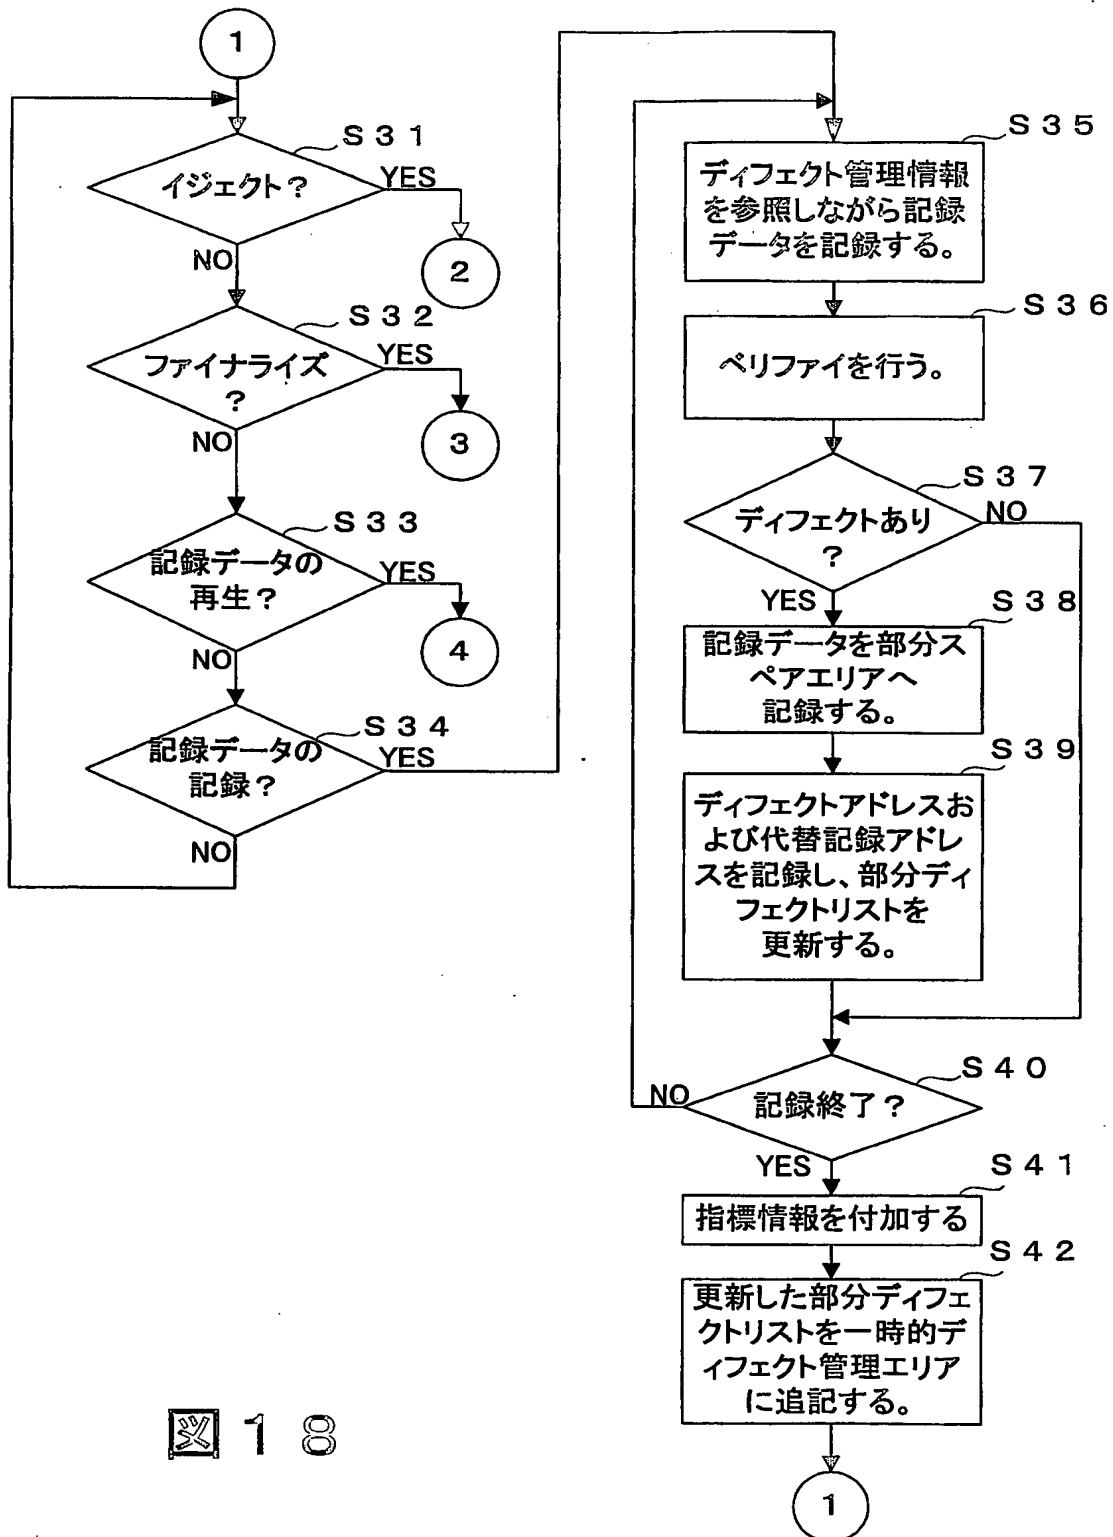 1
S31
イジェクト?
YES
NO
2
S32
ファイナライズ
?
YES
NO
3
S33
記録データの
再生?
YES
NO
4
S34
記録データの
記録?
YES
NO
S35
ディフェクト管理情報
を参照しながら記録
データを記録する。
S36
ベリファイを行う。
S37
ディフェクトあり
?
NO
YES
S38
記録データを部分ス
ペアエリアへ
記録する。
S39
ディフェクトアドレスお
よび代替記録アドレ
スを記録し、部分ディ
フェクトリストを
更新する。
S40
記録終了?
NO
YES
S41
指標情報を付加する
S42
更新した部分ディフェ
クトリストを一時的デ
ィフェクト管理エリア
に追記する。
1
図18